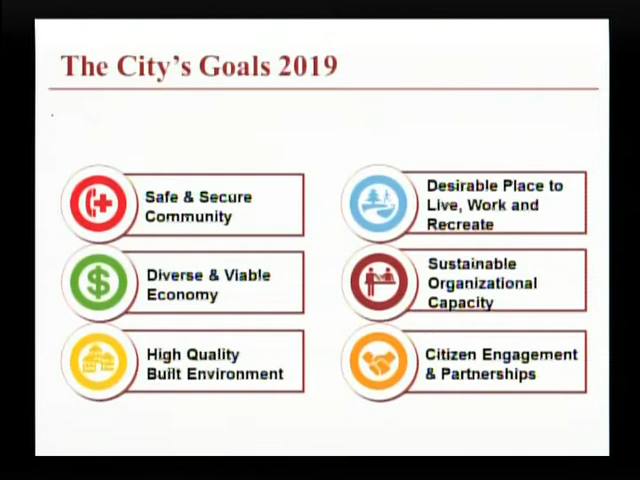 The City's Goals 2019
Safe & Secure
Community
Diverse & Viable
Economy
High Quality
Built Environment
Desirable Place to
Live, Work and
Recreate
Sustainable
Organizational
Capacity
Citizen Engagement
& Partnerships